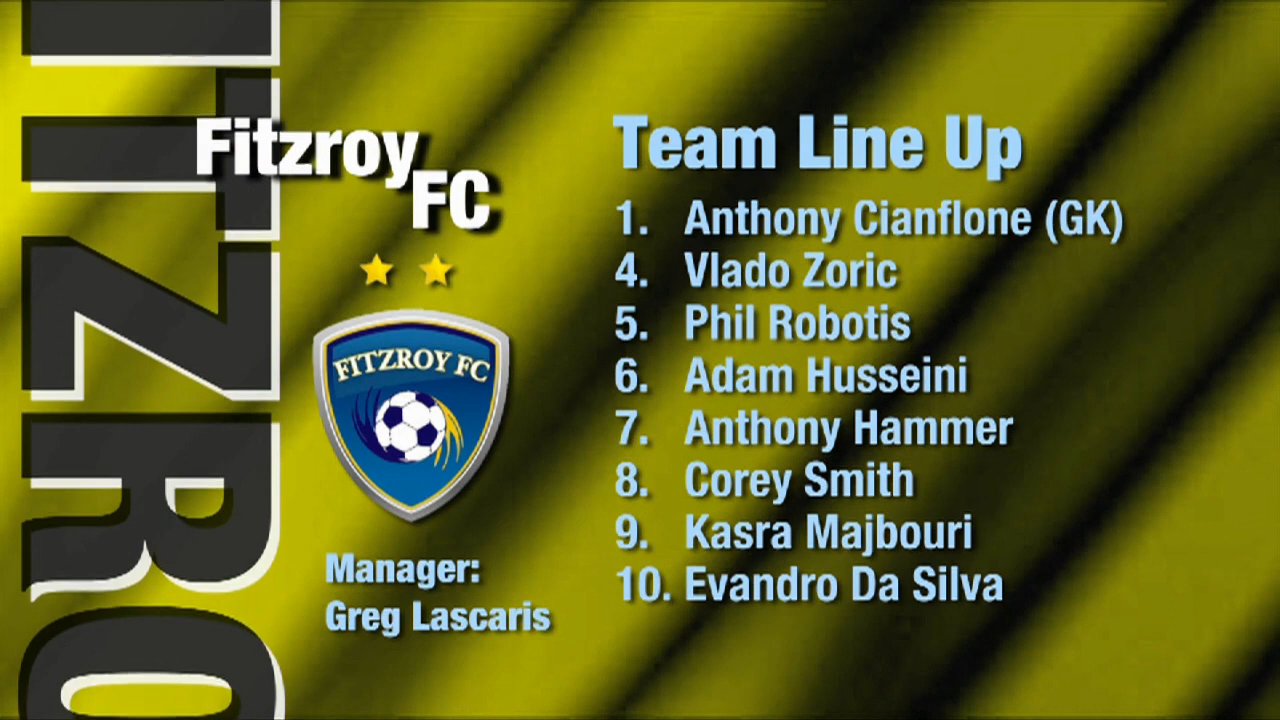 ITZRO
Fitzroy
FC
FITZROY FC
Manager:
Greg Lascaris
Team Line Up
1. Anthony Cianflone (GK)
4. Vlado Zoric
5. Phil Robotis
6. Adam Husseini
7. Anthony Hammer
8. Corey Smith
9. Kasra Majbouri
10. Evandro Da Silva